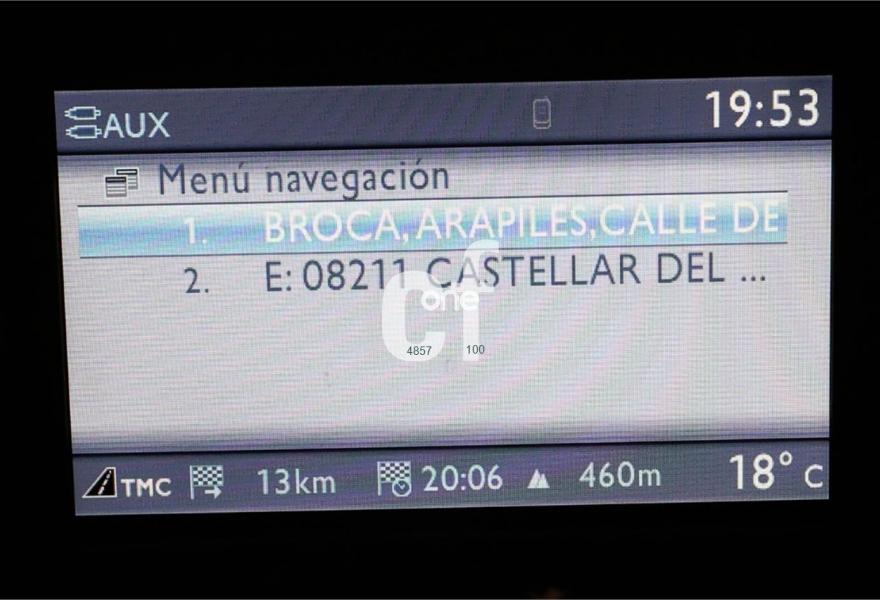 AUX 19:53
Menú navegación
1. BROCA,ARAPILES,CALLE DE
2. E: 08211 CASTELLAR DEL ...
cf one
4857 100
TMC 13km 20:06 460m 18° C